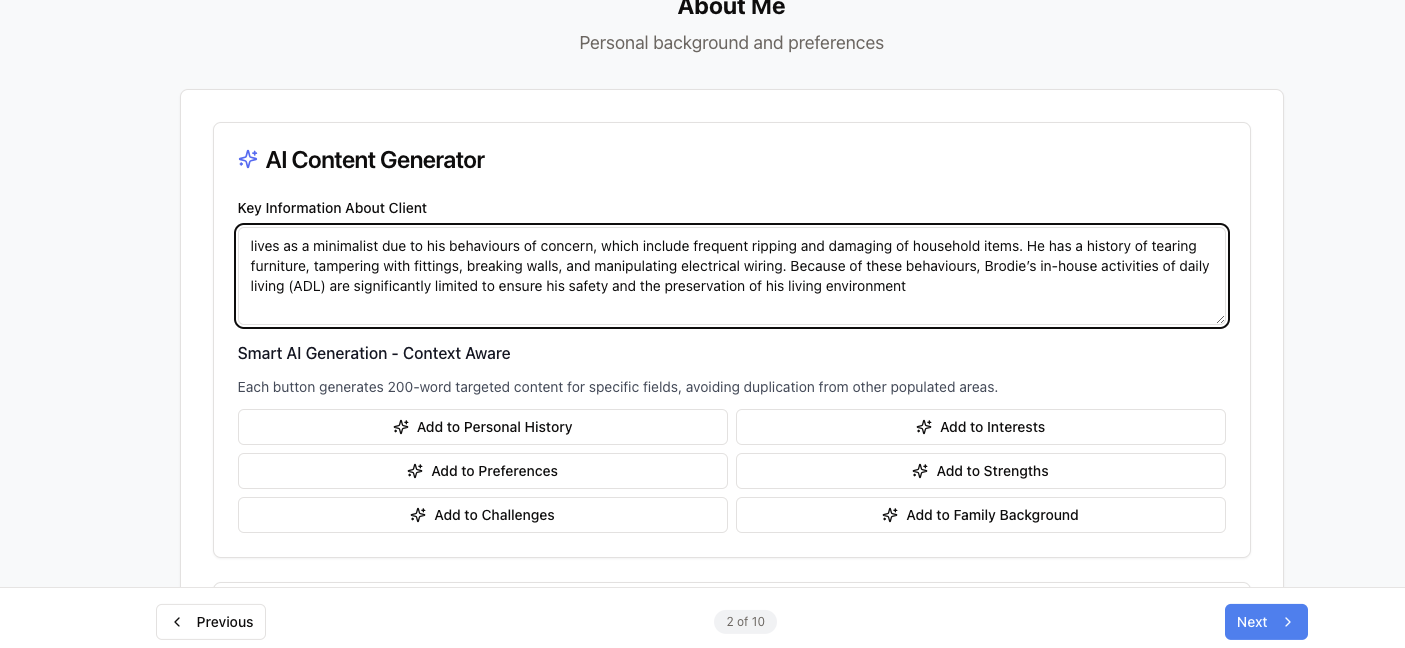 About Me
Personal background and preferences
AI Content Generator
Key Information About Client
lives as a minimalist due to his behaviours of concern, which include frequent ripping and damaging of household items. He has a history of tearing
furniture, tampering with fittings, breaking walls, and manipulating electrical wiring. Because of these behaviours, Brodie’s in-house activities of daily
living (ADL) are significantly limited to ensure his safety and the preservation of his living environment
Smart AI Generation - Context Aware
Each button generates 200-word targeted content for specific fields, avoiding duplication from other populated areas.
Add to Personal History
Add to Interests
Add to Preferences
Add to Strengths
Add to Challenges
Add to Family Background
Previous
2 of 10
Next